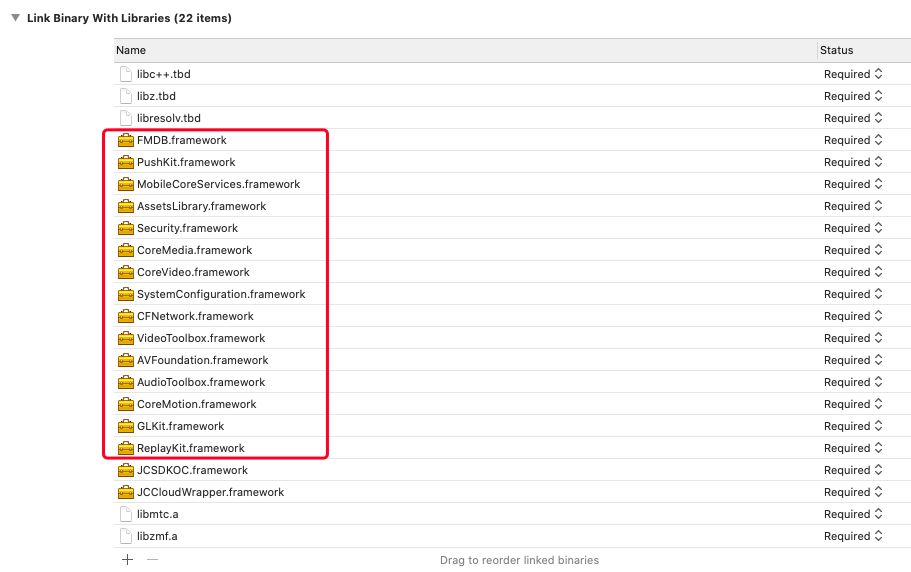 Link Binary With Libraries (22 items)
Name Status
libc++.tbd Required
libz.tbd Required
libresolv.tbd Required
FMDB.framework Required
PushKit.framework Required
MobileCoreServices.framework Required
AssetsLibrary.framework Required
Security.framework Required
CoreMedia.framework Required
CoreVideo.framework Required
SystemConfiguration.framework Required
CFNetwork.framework Required
VideoToolbox.framework Required
AVFoundation.framework Required
AudioToolbox.framework Required
CoreMotion.framework Required
GLKit.framework Required
ReplayKit.framework Required
JCSDKOC.framework Required
JCCloudWrapper.framework Required
libmtc.a Required
libzmf.a Required
Drag to reorder linked binaries